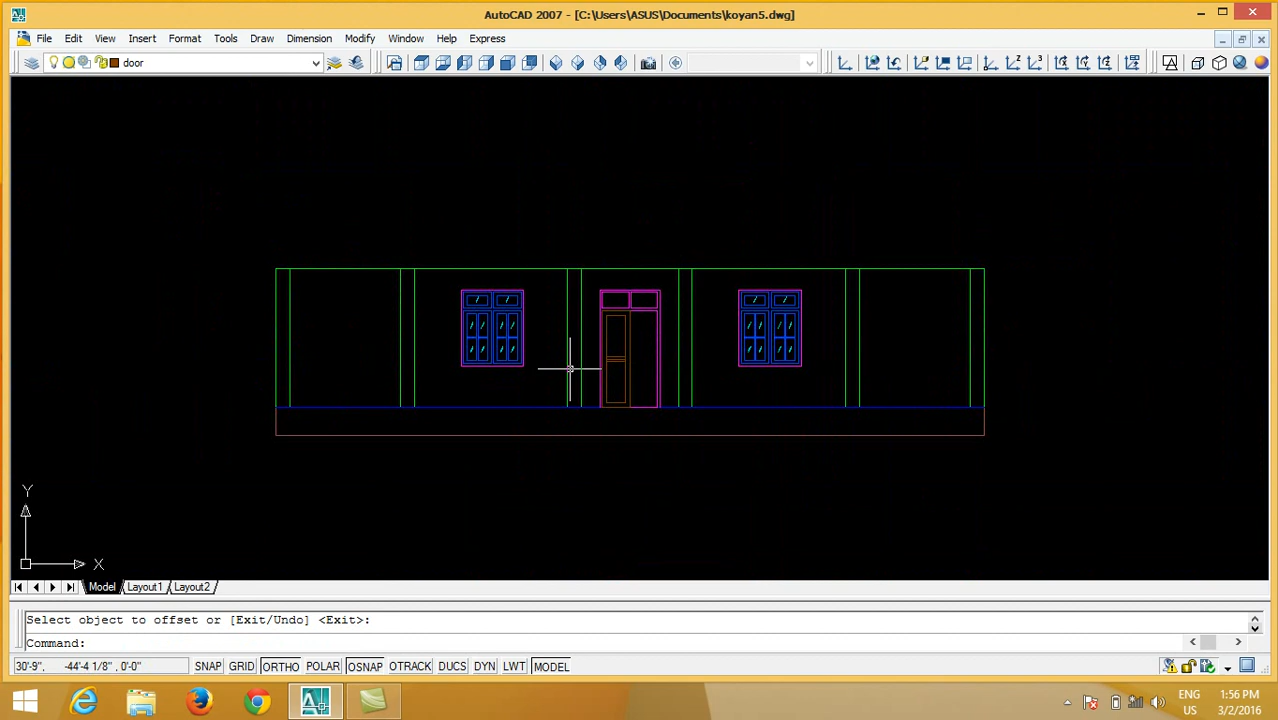 AutoCAD 2007 - [C:\Users\ASUS\Documents\koyan5.dwg]
File Edit View Insert Format Tools Draw Dimension Modify Window Help Express
door
Y
X
Model Layout1 Layout2
Select object to offset or [Exit/Undo] <Exit>:
Command:
30'-9", -44'-4 1/8" , 0'-0" SNAP GRID ORTHO POLAR OSNAP OTRACK DUCS DYN LWT MODEL
ENG 1:56 PM
US 3/2/2016